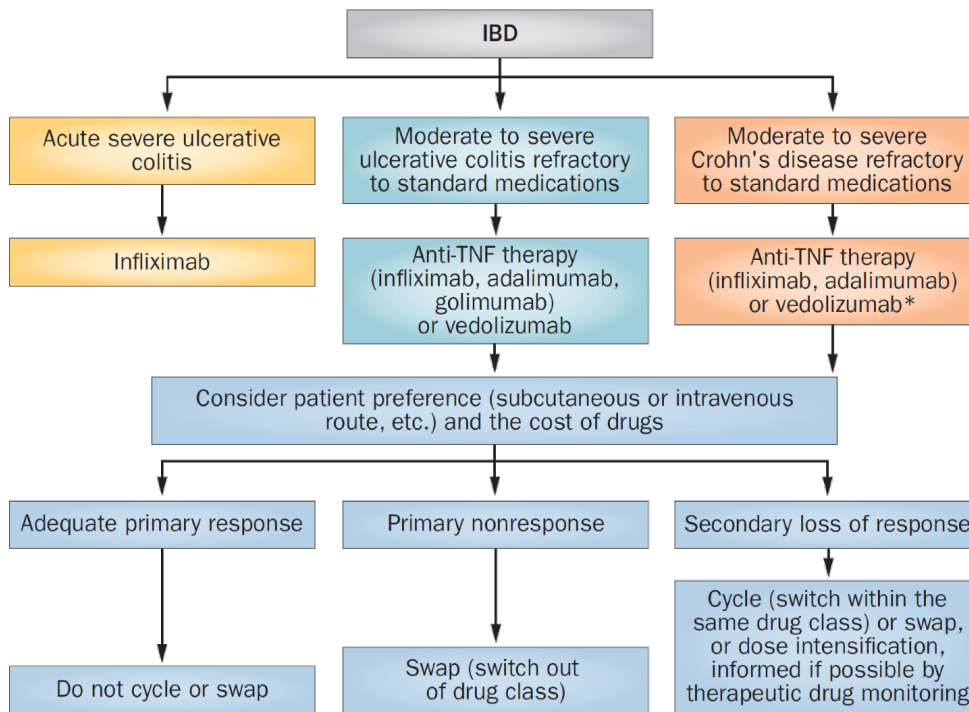 IBD
Acute severe ulcerative
colitis
Moderate to severe
ulcerative colitis refractory
to standard medications
Moderate to severe
Crohn's disease refractory
to standard medications
Infliximab
Anti-TNF therapy
(infliximab, adalimumab,
golimumab)
or vedolizumab
Anti-TNF therapy
(infliximab, adalimumab)
or vedolizumab*
Consider patient preference (subcutaneous or intravenous
route, etc.) and the cost of drugs
Adequate primary response
Primary nonresponse
Secondary loss of response
Do not cycle or swap
Swap (switch out
of drug class)
Cycle (switch within the
same drug class) or swap,
or dose intensification,
informed if possible by
therapeutic drug monitoring